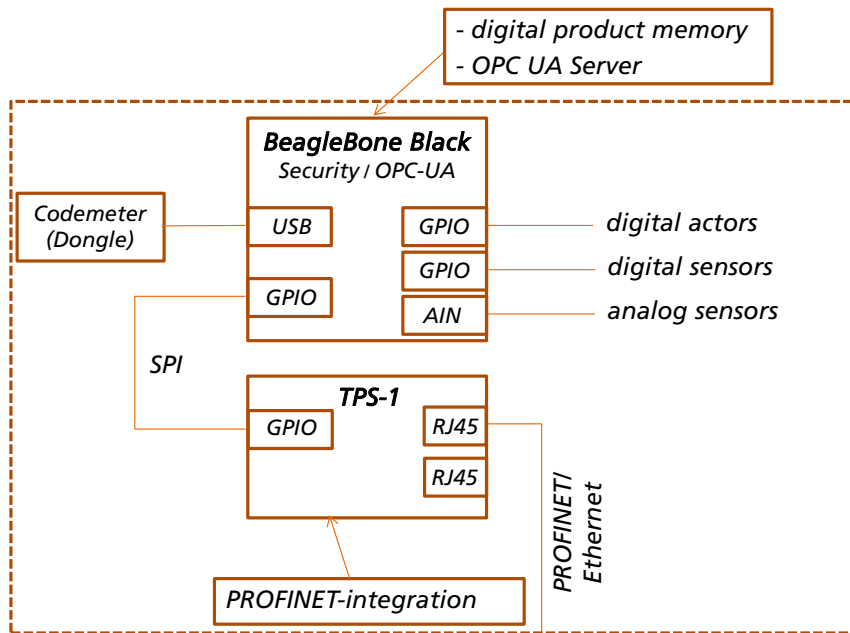 - digital product memory
- OPC UA Server
BeagleBone Black
Security / OPC-UA
Codemeter
(Dongle)
USB
GPIO
digital actors
GPIO
digital sensors
GPIO
AIN
analog sensors
SPI
TPS-1
GPIO
RJ45
RJ45
PROFINET/
Ethernet
PROFINET-integration